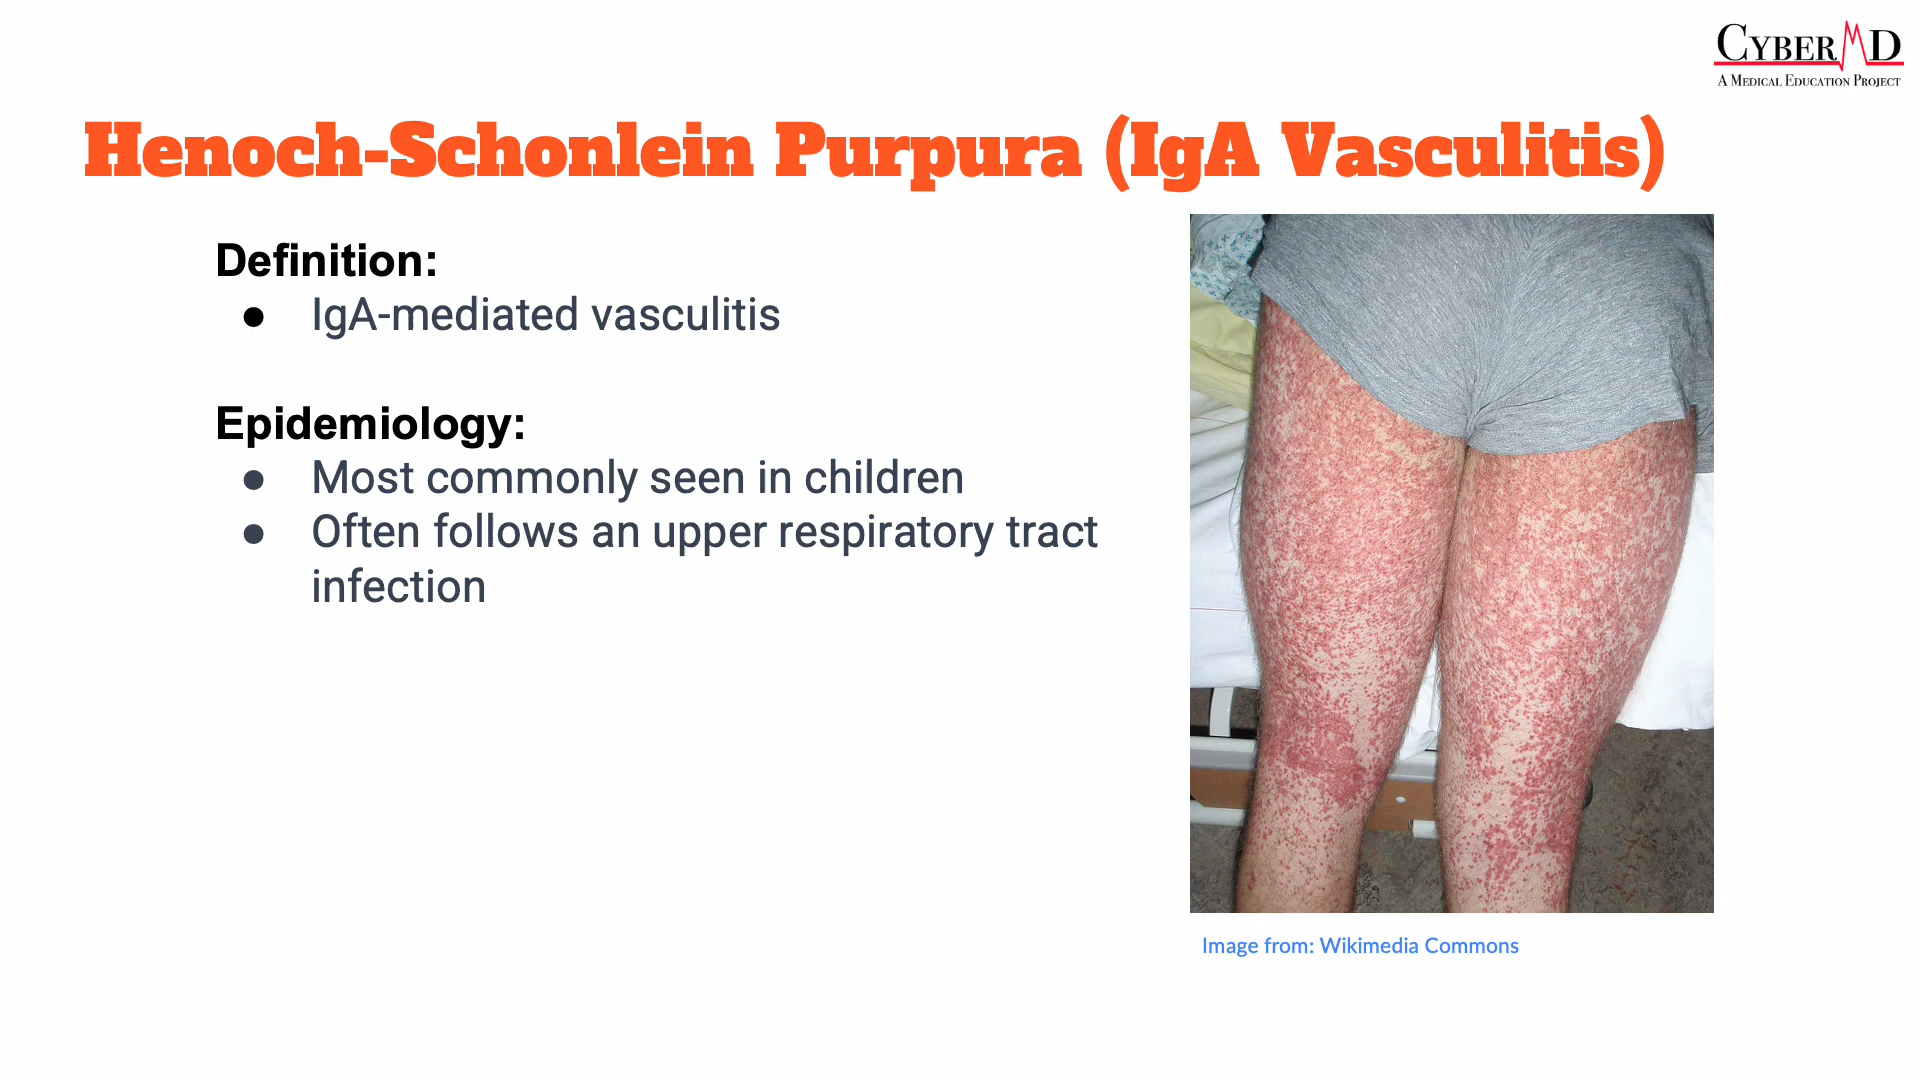 CYBERMD
A MEDICAL EDUCATION PROJECT
Henoch-Schonlein Purpura (IgA Vasculitis)
Definition:
● IgA-mediated vasculitis
Epidemiology:
● Most commonly seen in children
● Often follows an upper respiratory tract
infection
Image from: Wikimedia Commons